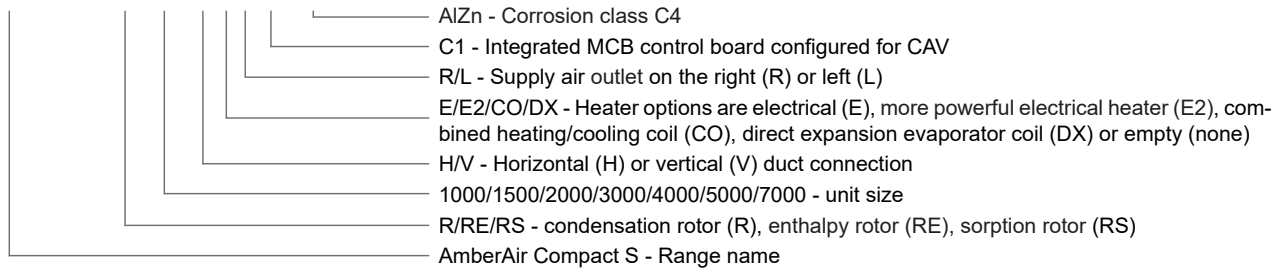 AlZn - Corrosion class C4
C1 - Integrated MCB control board configured for CAV
R/L - Supply air outlet on the right (R) or left (L)
E/E2/CO/DX - Heater options are electrical (E), more powerful electrical heater (E2), com-
bined heating/cooling coil (CO), direct expansion evaporator coil (DX) or empty (none)
H/V - Horizontal (H) or vertical (V) duct connection
1000/1500/2000/3000/4000/5000/7000 - unit size
R/RE/RS - condensation rotor (R), enthalpy rotor (RE), sorption rotor (RS)
AmberAir Compact S - Range name